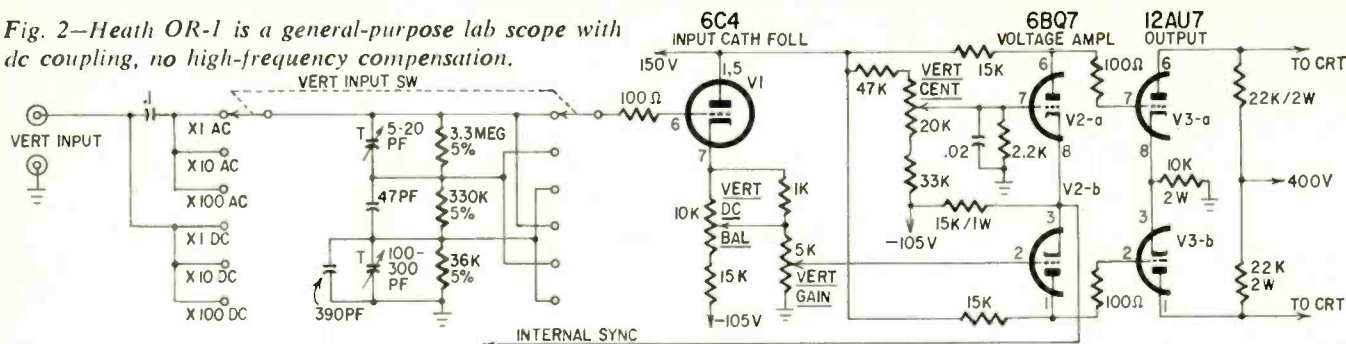 Fig. 2—Heath OR-1 is a general-purpose lab scope with
dc coupling, no high-frequency compensation.
VERT INPUT SW
VERT INPUT
.1
X1 AC
X10 AC
X100 AC
X1 DC
X10 DC
X100 DC
T
5-20
PF
3.3MEG
5%
47PF
330K
5%
T
100-
300
PF
36K
5%
390PF
100Ω
6
6C4
INPUT CATH FOLL
150V
1,5
V1
7
10K
VERT
DC
BAL
1K
15K
-105V
5K
VERT
GAIN
INTERNAL SYNC
47K
VERT
CENT
20K
33K
-105V
.02
2.2K
15K/1W
15K
15K
6BQ7
VOLTAGE AMPL
6
7
V2-a
8
V2-b
3
2
1
100Ω
100Ω
12AU7
OUTPUT
6
7
V3-a
8
10K
2W
3
2
V3-b
1
22K/2W
TO CRT
400V
22K
2W
TO CRT